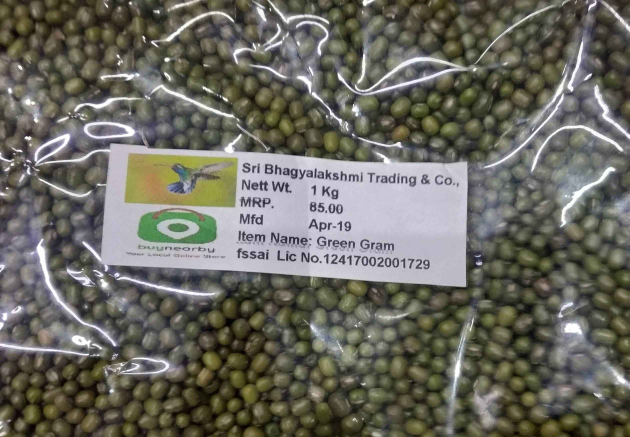 Sri Bhagyalakshmi Trading & Co.,
Nett Wt. 1 Kg
MRP. 85.00
Mfd Apr-19
Item Name: Green Gram
fssai Lic No.12417002001729
buynearby
Your Local Online Store